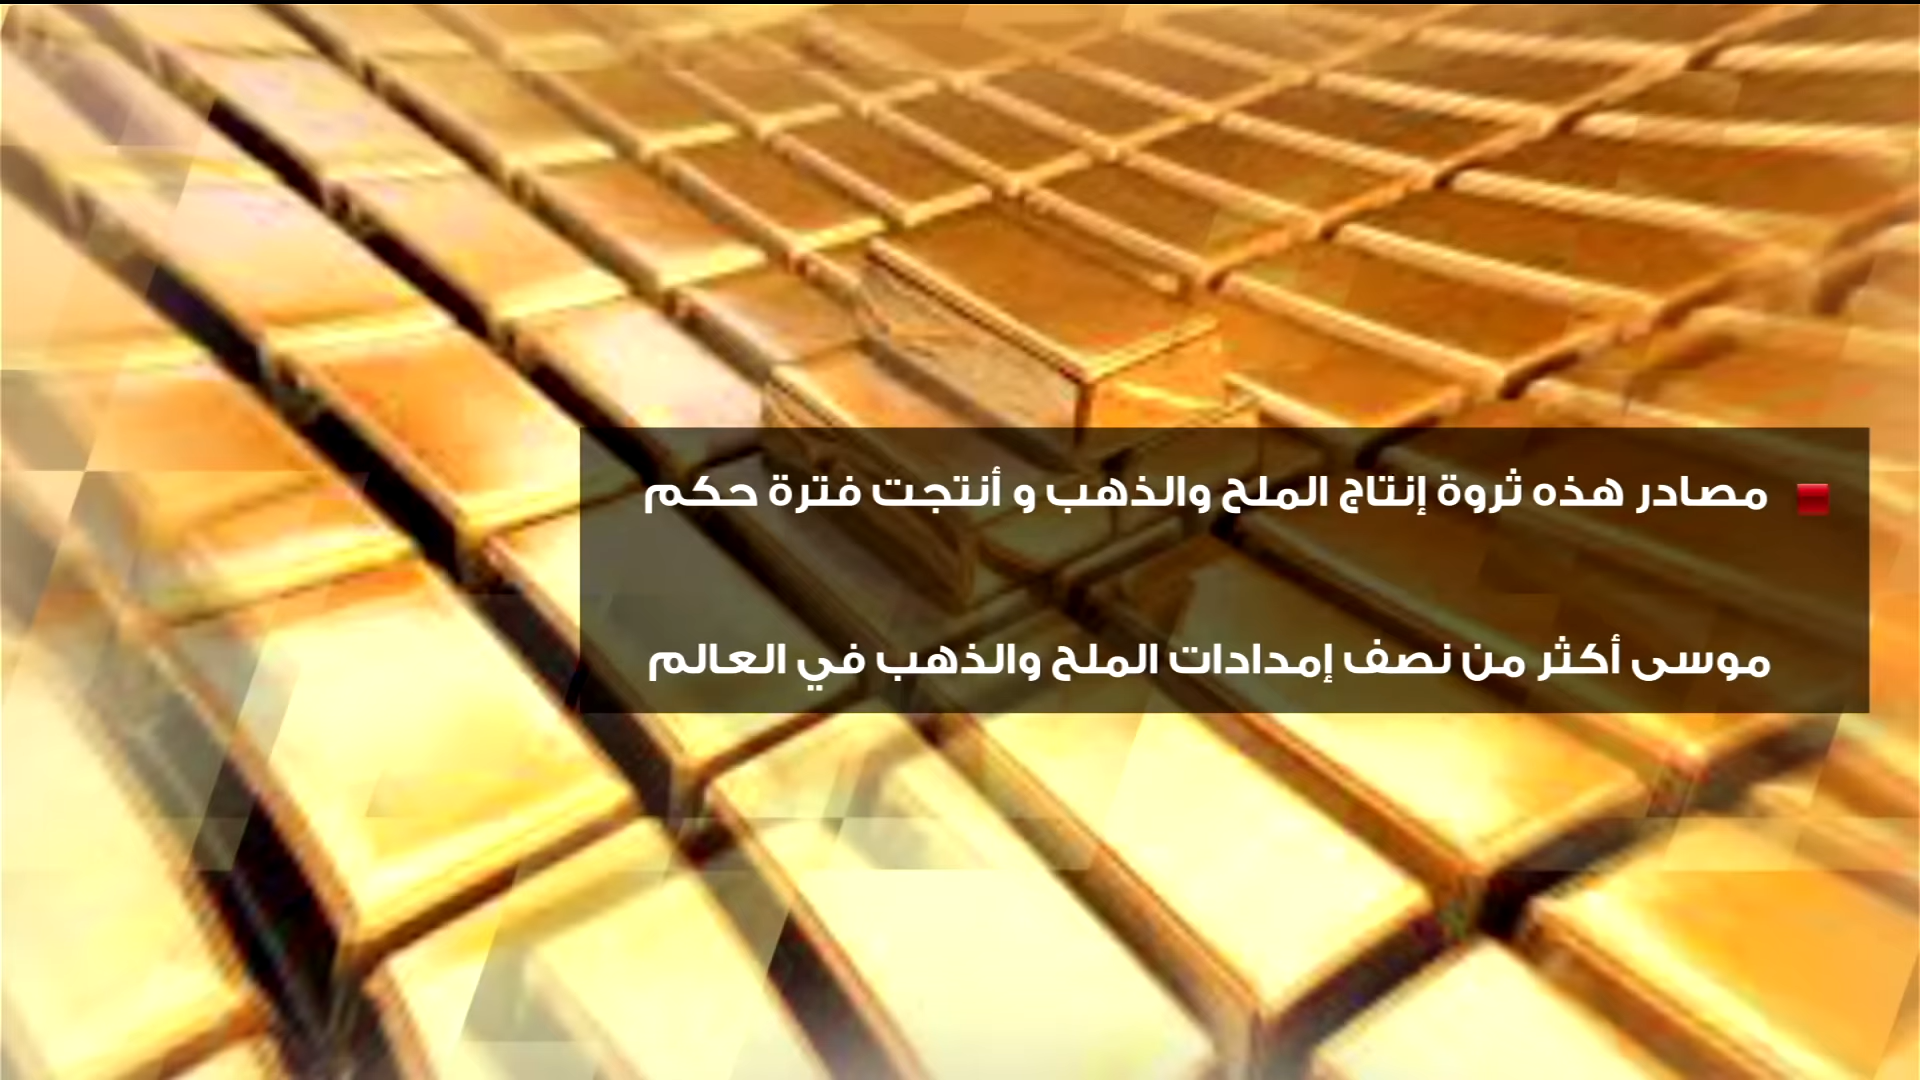 مصادر هذه ثروة إنتاج الملح والذهب و أنتجت فترة حكم
موسى أكثر من نصف إمدادات الملح والذهب في العالم